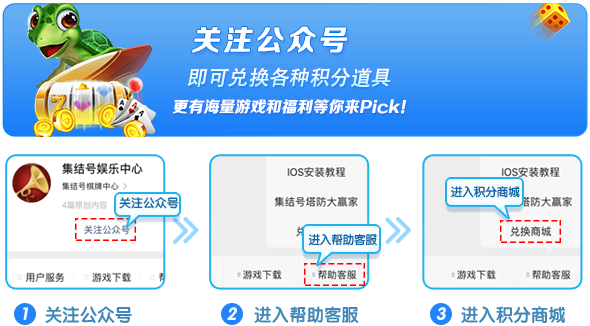 关注公众号
即可兑换各种积分道具
更有海量游戏和福利等你来Pick!
7
A
A
A
集结号娱乐中心
集结号棋牌中心
4篇原创内容
关注公众号
关注公众号
用户服务
游戏下载
IOS安装教程
集结号塔防大赢家
进入帮助客服
游戏下载
帮助客服
IOS安装教程
进入积分商城
塔防大赢家
兑换商城
游戏下载
帮助客服
1 关注公众号
2 进入帮助客服
3 进入积分商城